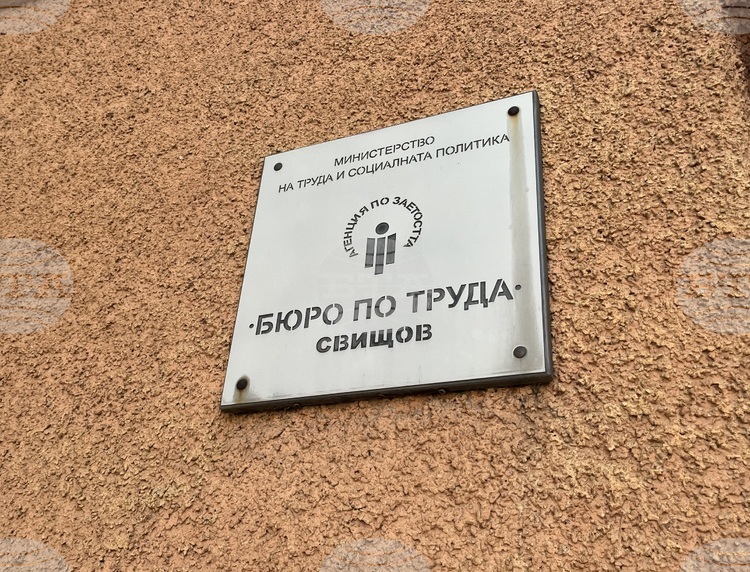 МИНИСТЕРСТВО
НА ТРУДА И СОЦИАЛНАТА ПОЛИТИКА
АГЕНЦИЯ ПО ЗАЕТОСТТА
·БЮРО ПО ТРУДА·
СВИЩОВ